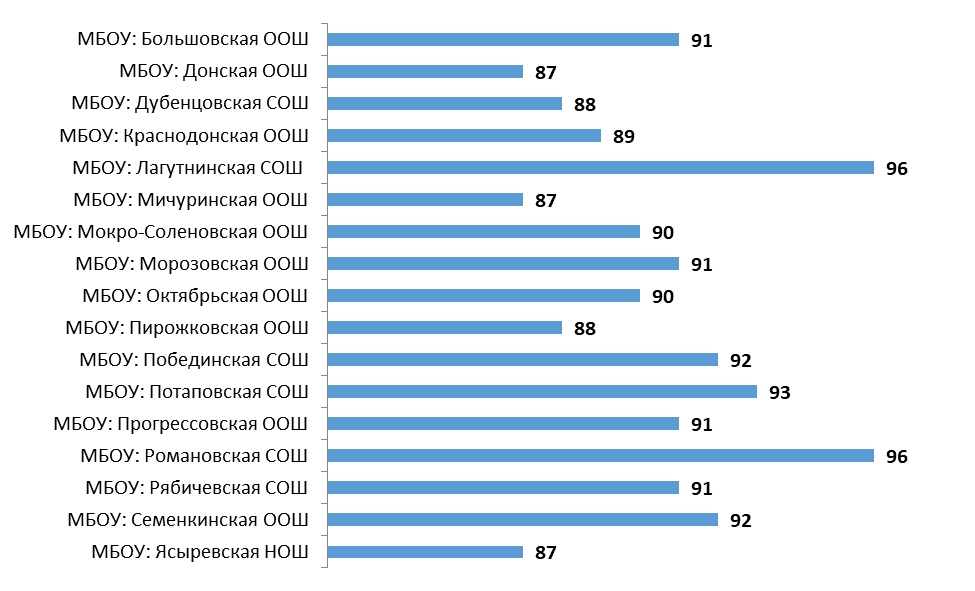 МБОУ: Большовская ООШ 91
МБОУ: Донская ООШ 87
МБОУ: Дубенцовская СОШ 88
МБОУ: Краснодонская ООШ 89
МБОУ: Лагутнинская СОШ 96
МБОУ: Мичуринская ООШ 87
МБОУ: Мокро-Соленовская ООШ 90
МБОУ: Морозовская ООШ 91
МБОУ: Октябрьская ООШ 90
МБОУ: Пирожковская ООШ 88
МБОУ: Побединская СОШ 92
МБОУ: Потаповская СОШ 93
МБОУ: Прогрессовская ООШ 91
МБОУ: Романовская СОШ 96
МБОУ: Рябичевская СОШ 91
МБОУ: Семенкинская ООШ 92
МБОУ: Ясыревская НОШ 87